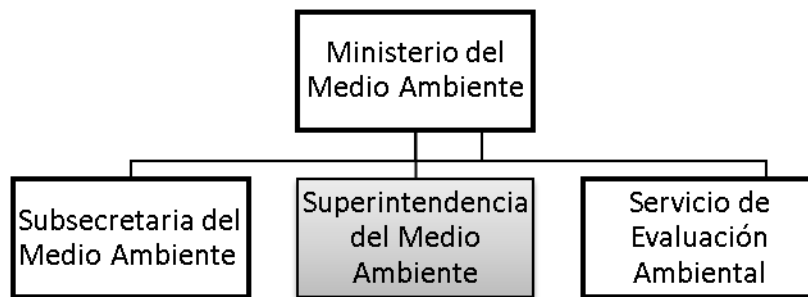 Ministerio del
Medio Ambiente
Subsecretaria del
Medio Ambiente
Superintendencia
del Medio
Ambiente
Servicio de
Evaluación
Ambiental